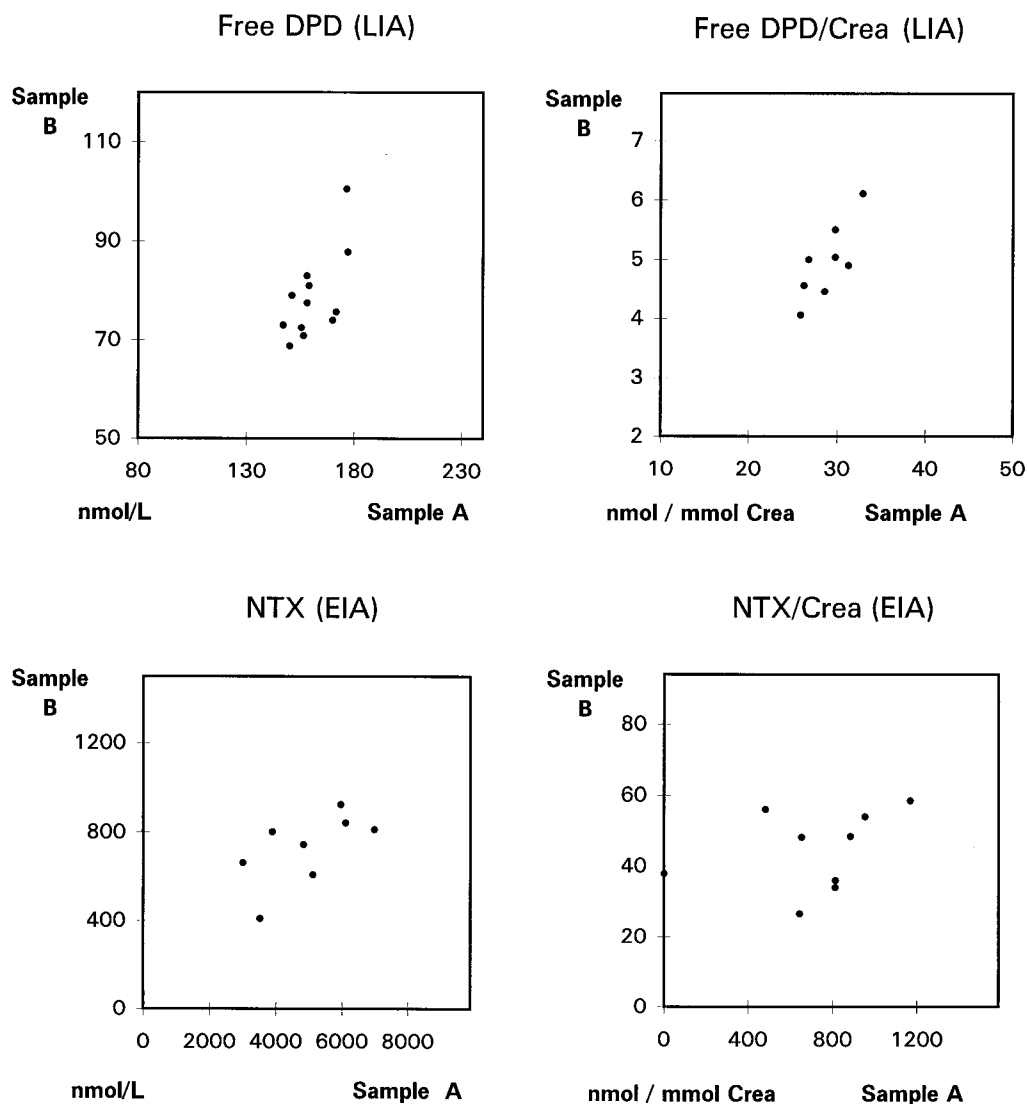 Free DPD (LIA)
Sample
B
110
90
70
50
80 130 180 230
nmol/L Sample A
Free DPD/Crea (LIA)
Sample
B
7
6
5
4
3
2
10 20 30 40 50
nmol / mmol Crea Sample A
NTX (EIA)
Sample
B
1200
800
400
0
0 2000 4000 6000 8000
nmol/L Sample A
NTX/Crea (EIA)
Sample
B
80
60
40
20
0
0 400 800 1200
nmol / mmol Crea Sample A